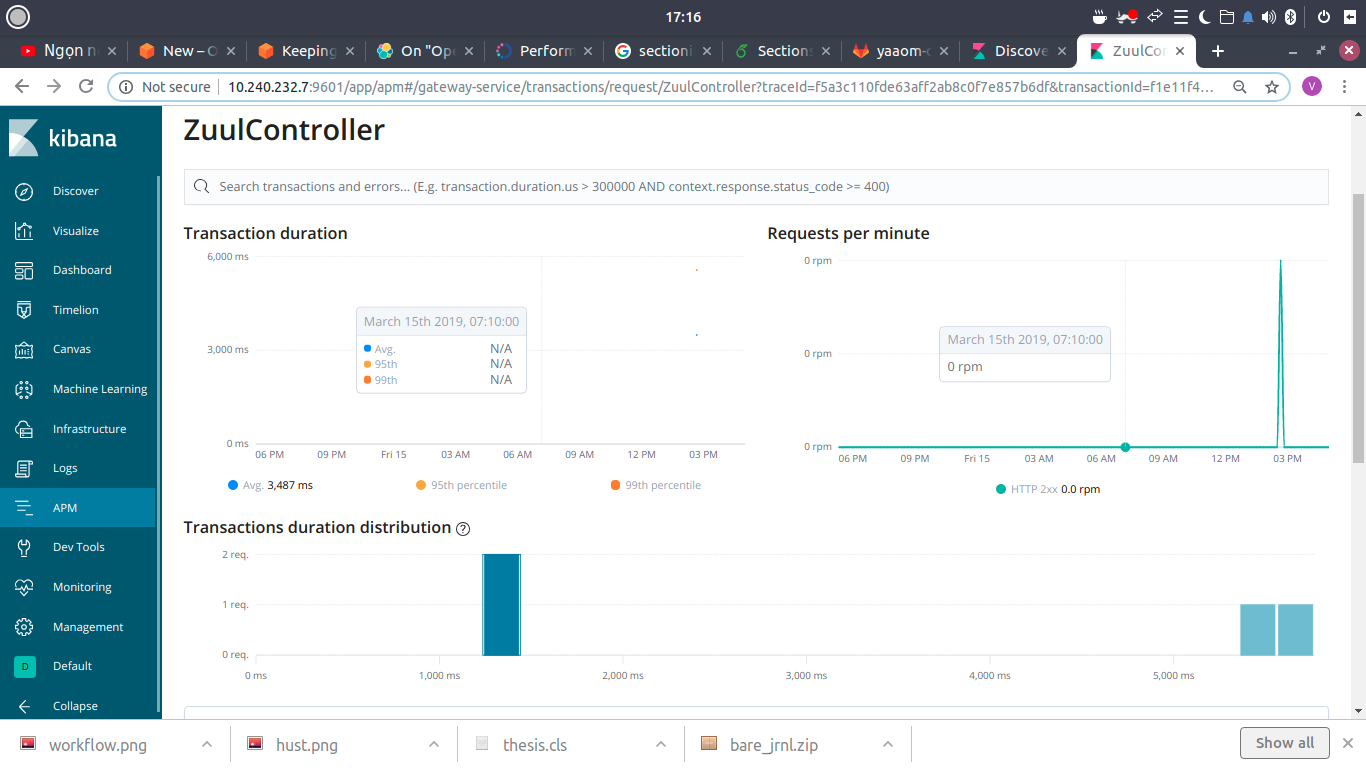 17:16
Ngọn n
New – O
Keeping
On "Ope
Perform
sectioni
Section
yaaom-
Discove
ZuulCon
Not secure
10.240.232.7:9601/app/apm#/gateway-service/transactions/request/ZuulController?traceId=f5a3c110fde63aff2ab8c0f7e857b6df&transactionId=f1e11f4...
V
kibana
Discover
Visualize
Dashboard
Timelion
Canvas
Machine Learning
Infrastructure
Logs
APM
Dev Tools
Monitoring
Management
D Default
Collapse
ZuulController
Search transactions and errors... (E.g. transaction.duration.us > 300000 AND context.response.status_code >= 400)
Transaction duration
6,000 ms
3,000 ms
0 ms
March 15th 2019, 07:10:00
Avg. N/A
95th N/A
99th N/A
06 PM 09 PM Fri 15 03 AM 06 AM 09 AM 12 PM 03 PM
Avg. 3,487 ms 95th percentile 99th percentile
Requests per minute
0 rpm
0 rpm
0 rpm
March 15th 2019, 07:10:00
0 rpm
06 PM 09 PM Fri 15 03 AM 06 AM 09 AM 12 PM 03 PM
HTTP 2xx 0.0 rpm
Transactions duration distribution ?
2 req.
1 req.
0 req.
0 ms 1,000 ms 2,000 ms 3,000 ms 4,000 ms 5,000 ms
workflow.png
hust.png
thesis.cls
bare_jrnl.zip
Show all